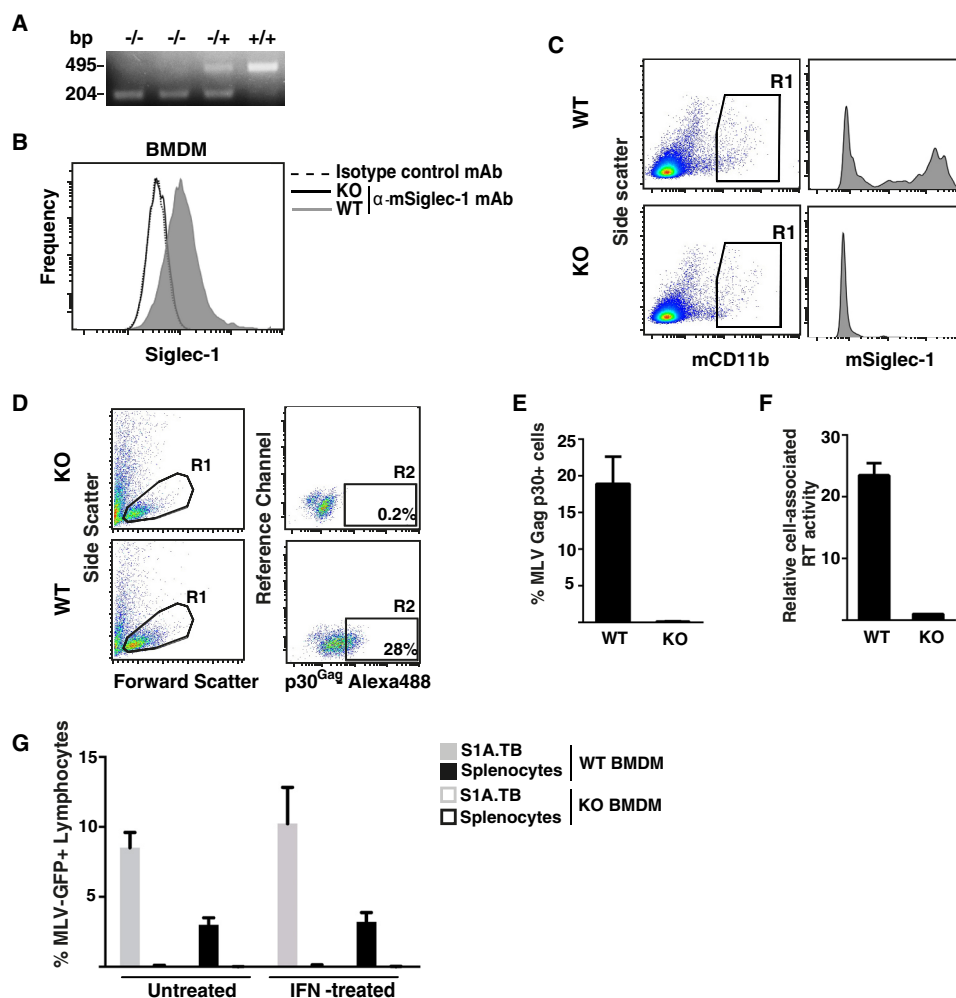 A
bp -/- -/- -/+ +/+
495-
204-
B
BMDM
Frequency
Siglec-1
Isotype control mAb
KO
WT
α-mSiglec-1 mAb
C
WT
KO
Side scatter
R1
R1
mCD11b
mSiglec-1
D
KO
WT
Side Scatter
R1
R1
Forward Scatter
Reference Channel
R2
0.2%
R2
28%
p30Gag- Alexa488
E
% MLV Gag p30+ cells
25
20
15
10
5
WT KO
F
Relative cell-associated
RT activity
30
20
10
WT KO
G
% MLV-GFP+ Lymphocytes
15
10
5
Untreated
IFN -treated
S1A.TB
Splenocytes
WT BMDM
S1A.TB
Splenocytes
KO BMDM